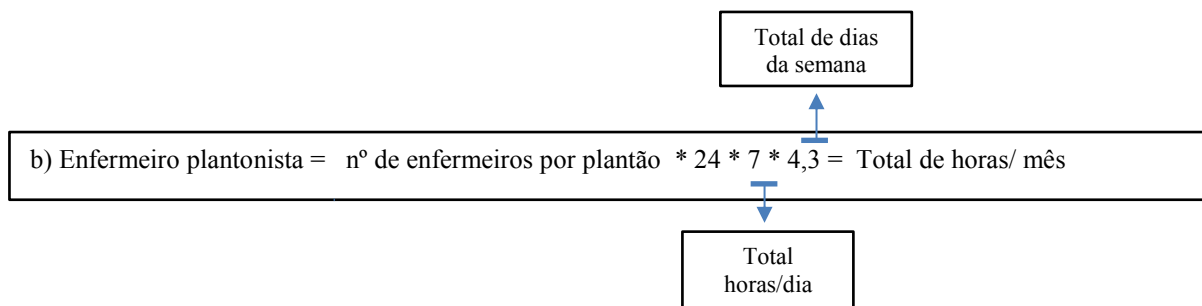 Total de dias
da semana
b) Enfermeiro plantonista = nº de enfermeiros por plantão * 24 * 7 * 4,3 = Total de horas/ mês
Total
horas/dia